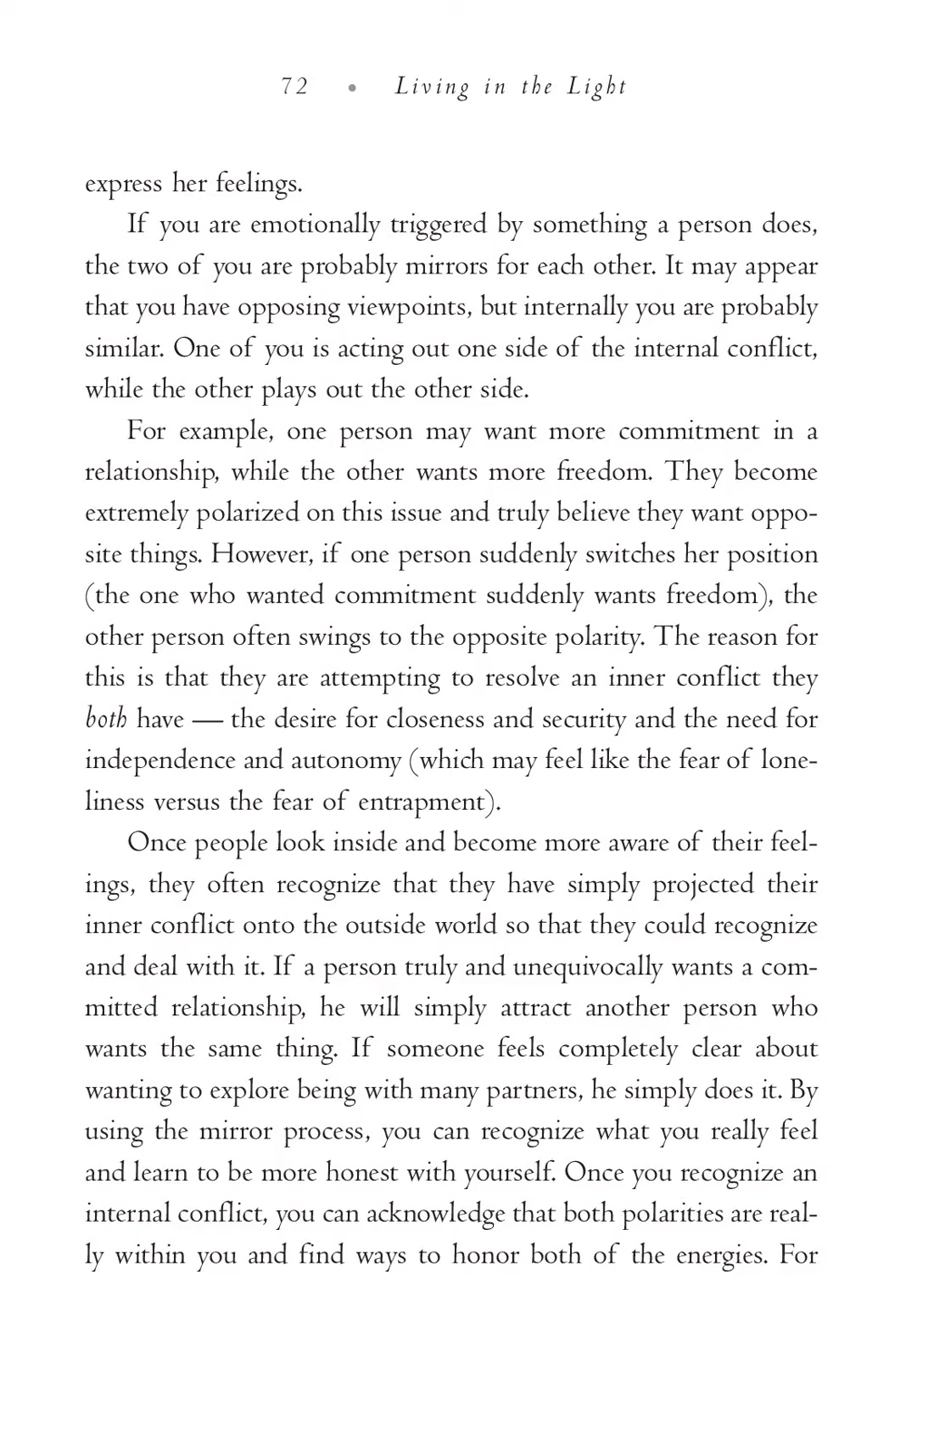 72 • Living in the Light
express her feelings.
If you are emotionally triggered by something a person does,
the two of you are probably mirrors for each other. It may appear
that you have opposing viewpoints, but internally you are probably
similar. One of you is acting out one side of the internal conflict,
while the other plays out the other side.
For example, one person may want more commitment in a
relationship, while the other wants more freedom. They become
extremely polarized on this issue and truly believe they want oppo-
site things. However, if one person suddenly switches her position
(the one who wanted commitment suddenly wants freedom), the
other person often swings to the opposite polarity. The reason for
this is that they are attempting to resolve an inner conflict they
both have — the desire for closeness and security and the need for
independence and autonomy (which may feel like the fear of lone-
liness versus the fear of entrapment).
Once people look inside and become more aware of their feel-
ings, they often recognize that they have simply projected their
inner conflict onto the outside world so that they could recognize
and deal with it. If a person truly and unequivocally wants a com-
mitted relationship, he will simply attract another person who
wants the same thing. If someone feels completely clear about
wanting to explore being with many partners, he simply does it. By
using the mirror process, you can recognize what you really feel
and learn to be more honest with yourself. Once you recognize an
internal conflict, you can acknowledge that both polarities are real-
ly within you and find ways to honor both of the energies. For